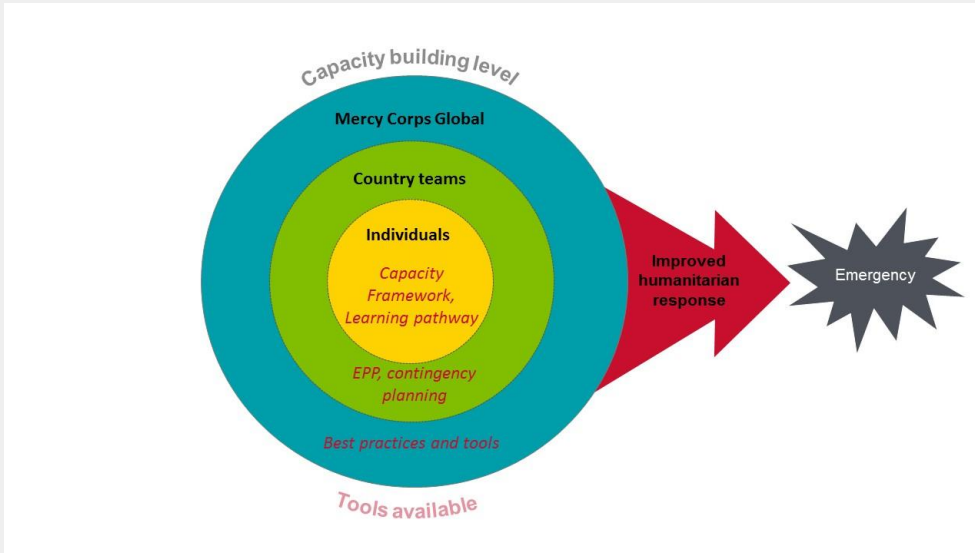 Capacity building level
Mercy Corps Global
Country teams
Individuals
Capacity
Framework,
Learning pathway
EPP, contingency
planning
Best practices and tools
Tools available
Improved
humanitarian
response
Emergency